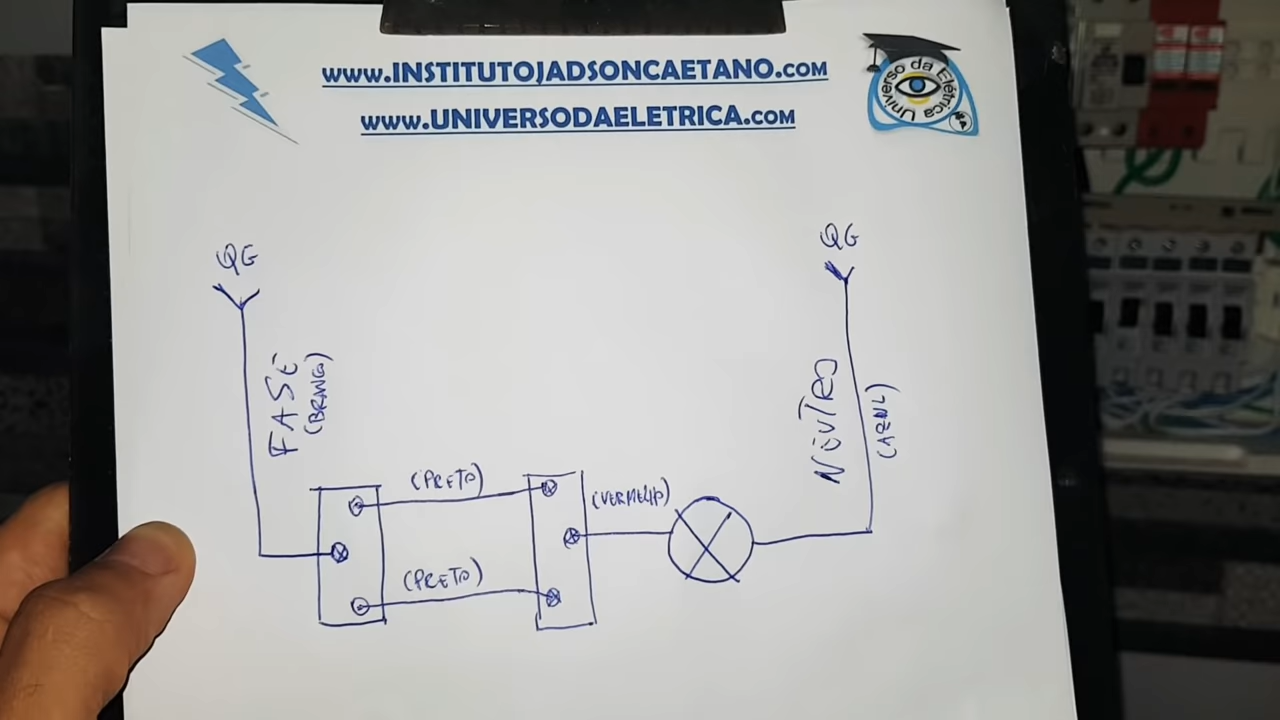 www.INSTITUTOJADSONCAETANO.com
www.UNIVERSODAELETRICA.com
Universo da Elétrica
QG
QG
FASE
(BRANCO)
NEUTRO
(AZUL)
(PRETO)
(VERMELHO)
(PRETO)